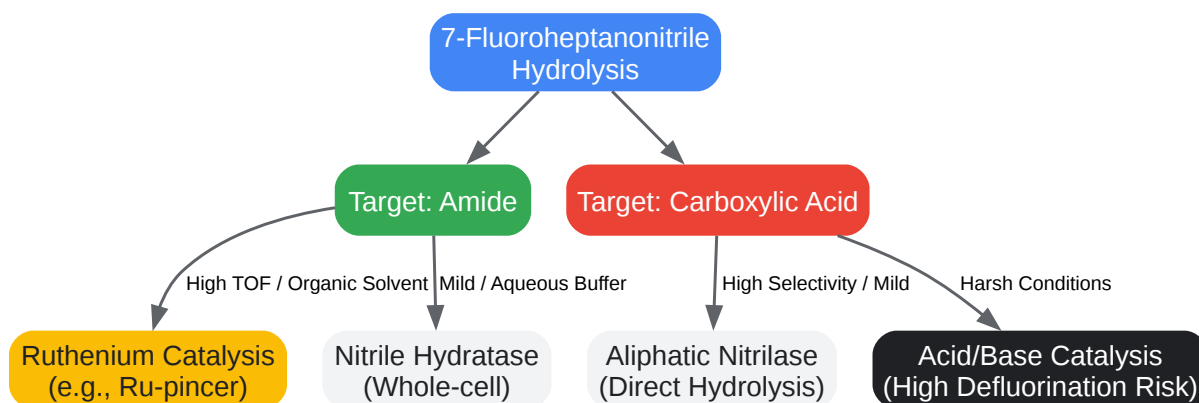 7-Fluoroheptanonitrile
Hydrolysis
Target: Amide
Target: Carboxylic Acid
High TOF / Organic Solvent
Mild / Aqueous Buffer
High Selectivity / Mild
Harsh Conditions
Ruthenium Catalysis
(e.g., Ru-pincer)
Nitrile Hydratase
(Whole-cell)
Aliphatic Nitrilase
(Direct Hydrolysis)
Acid/Base Catalysis
(High Defluorination Risk)